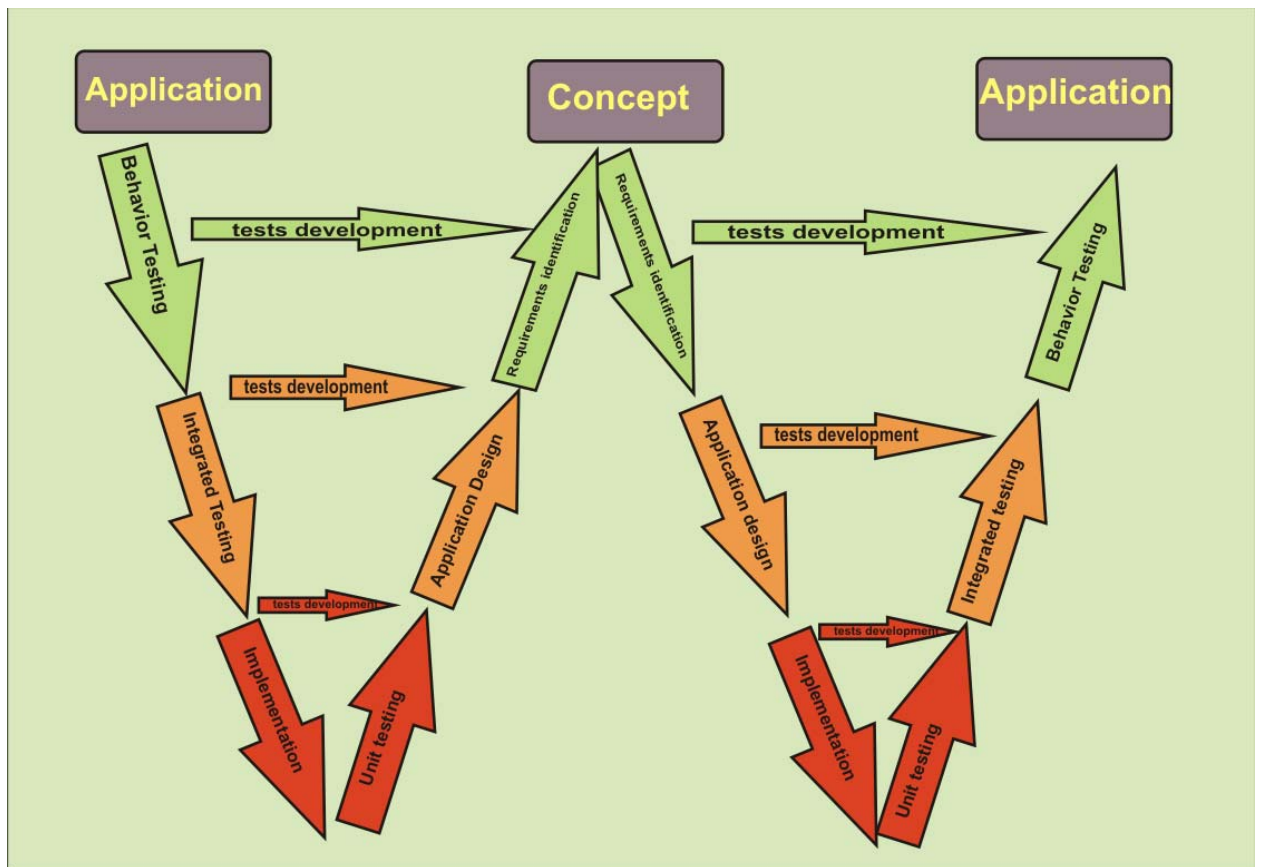 Application
Concept
Application
Behavior Testing
tests development
Requirements identification
Requirements identification
tests development
Behavior Testing
Integrated Testing
tests development
Application Design
Application design
tests development
Integrated testing
Implementation
tests development
Unit testing
Implementation
tests development
Unit testing